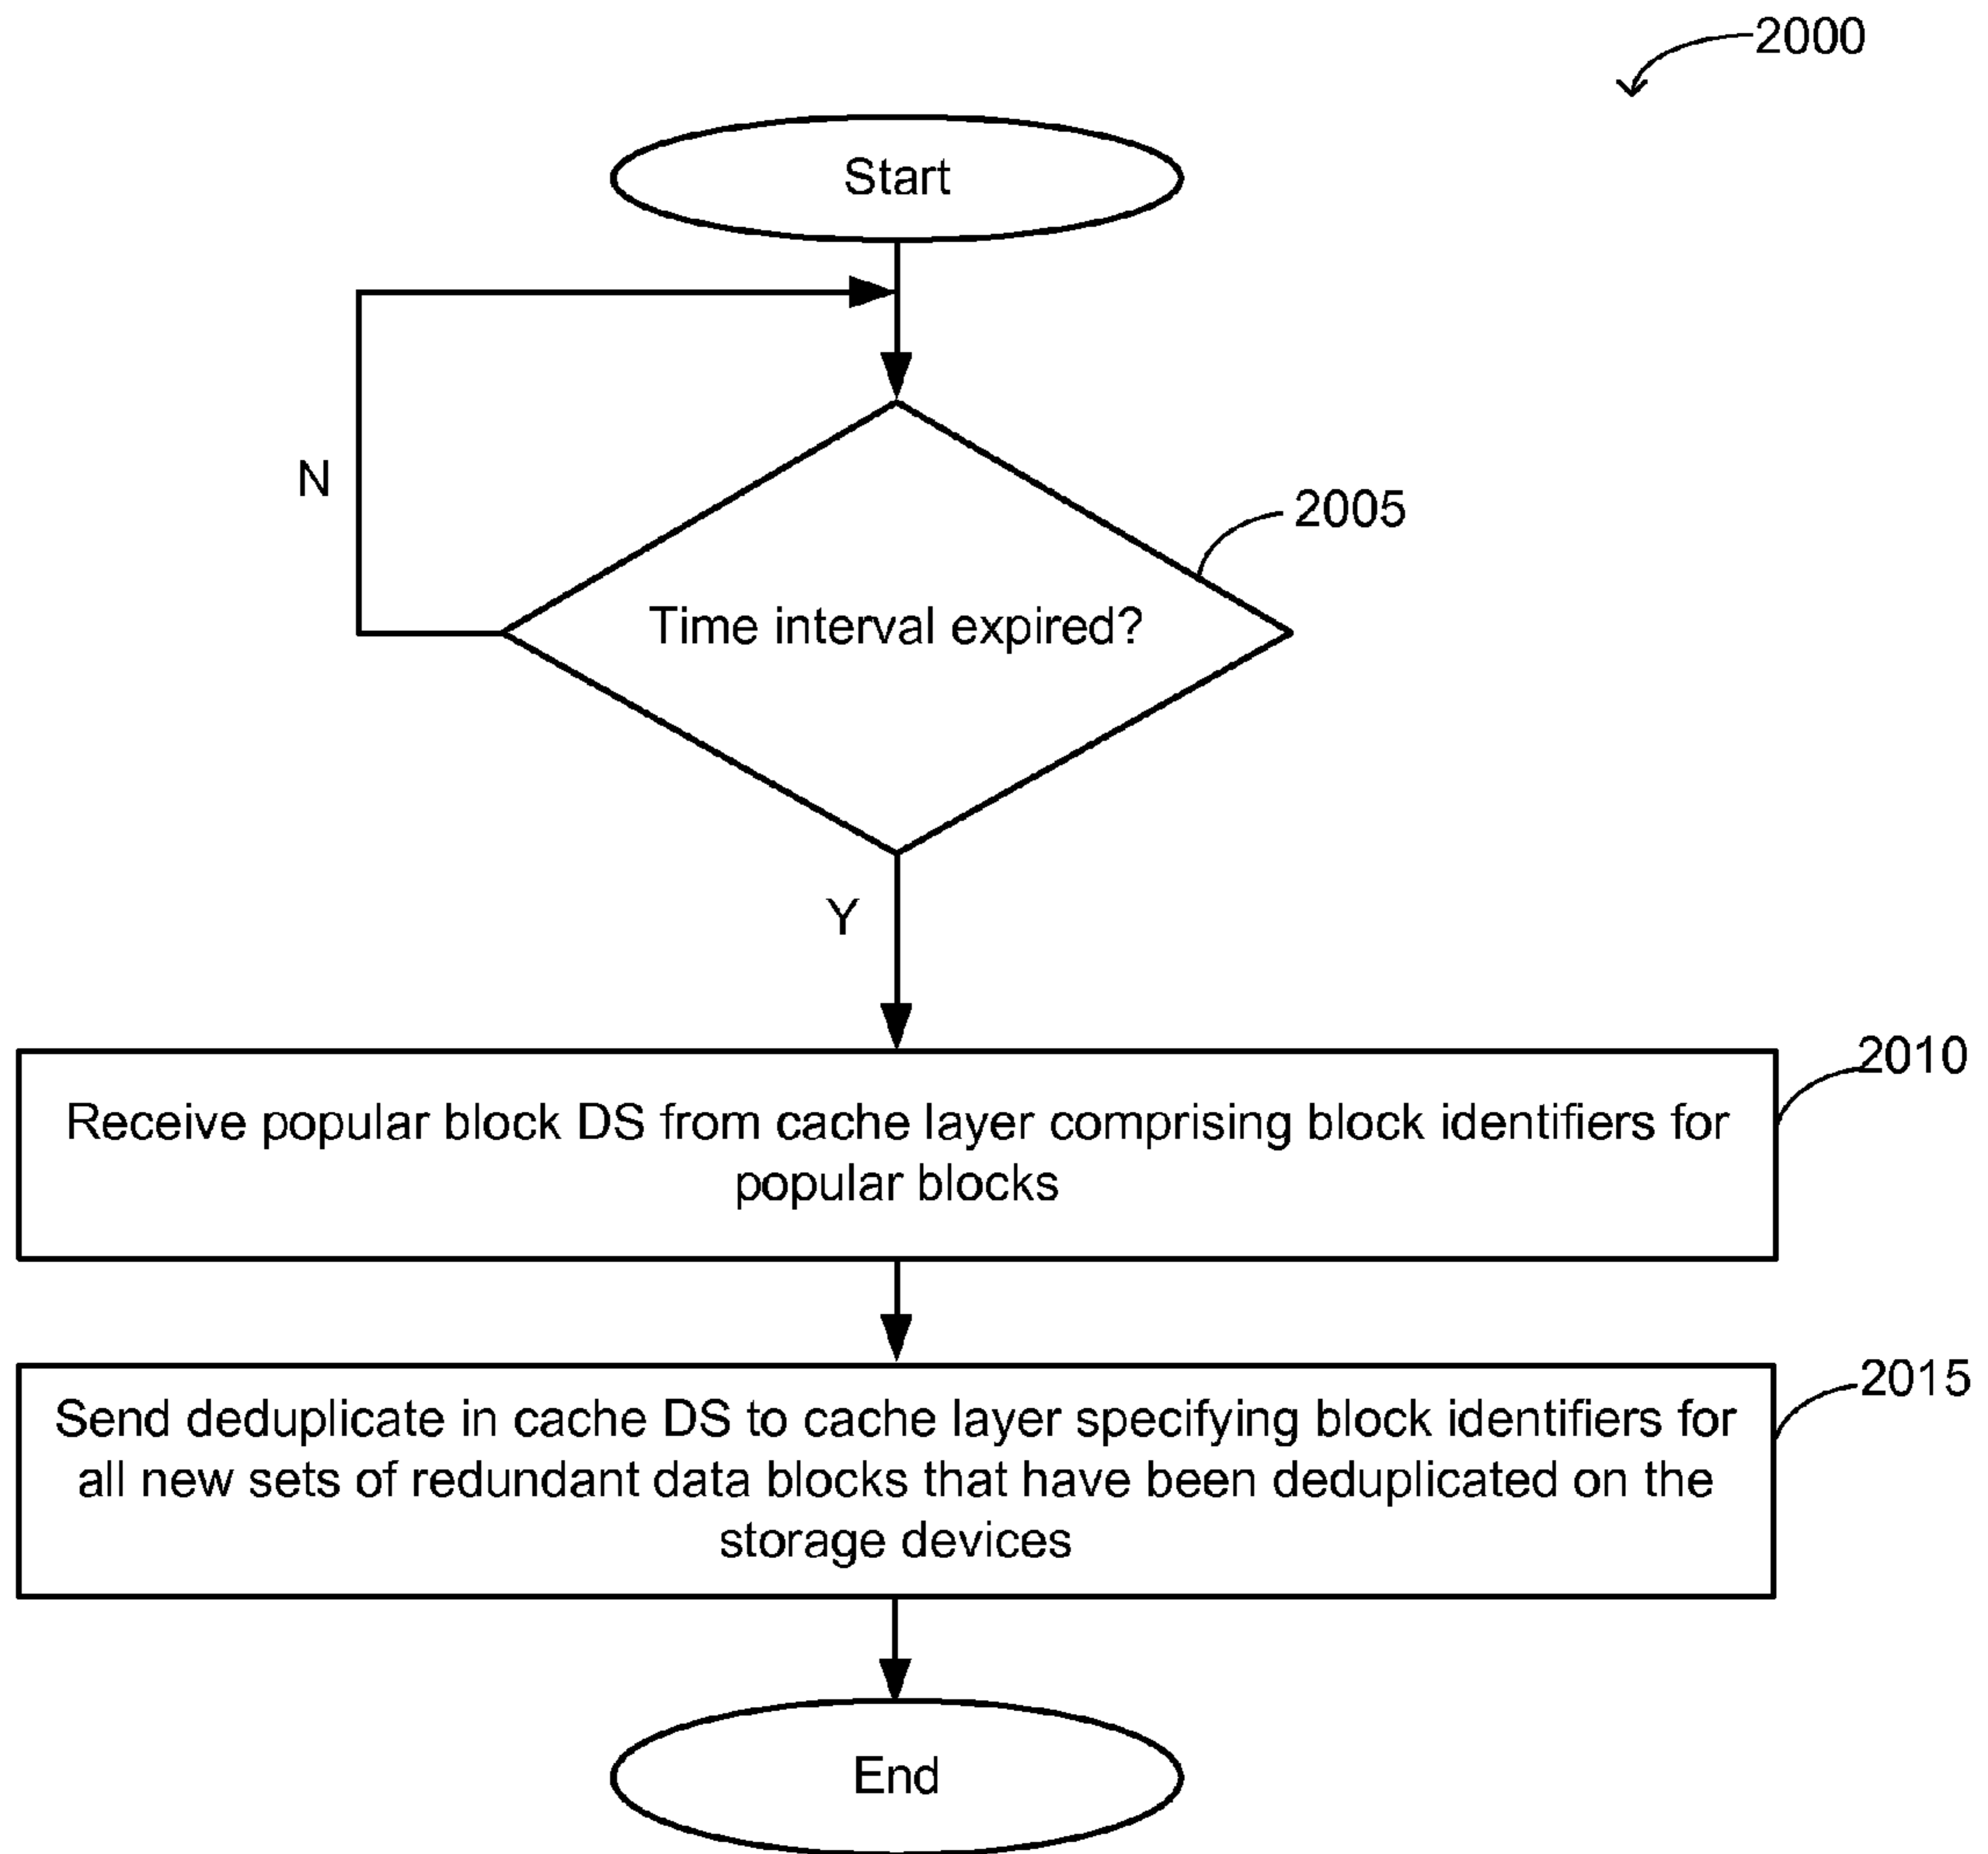 2000
Start
N
2005
Time interval expired?
Y
2010
Receive popular block DS from cache layer comprising block identifiers for
popular blocks
2015
Send deduplicate in cache DS to cache layer specifying block identifiers for
all new sets of redundant data blocks that have been deduplicated on the
storage devices
End